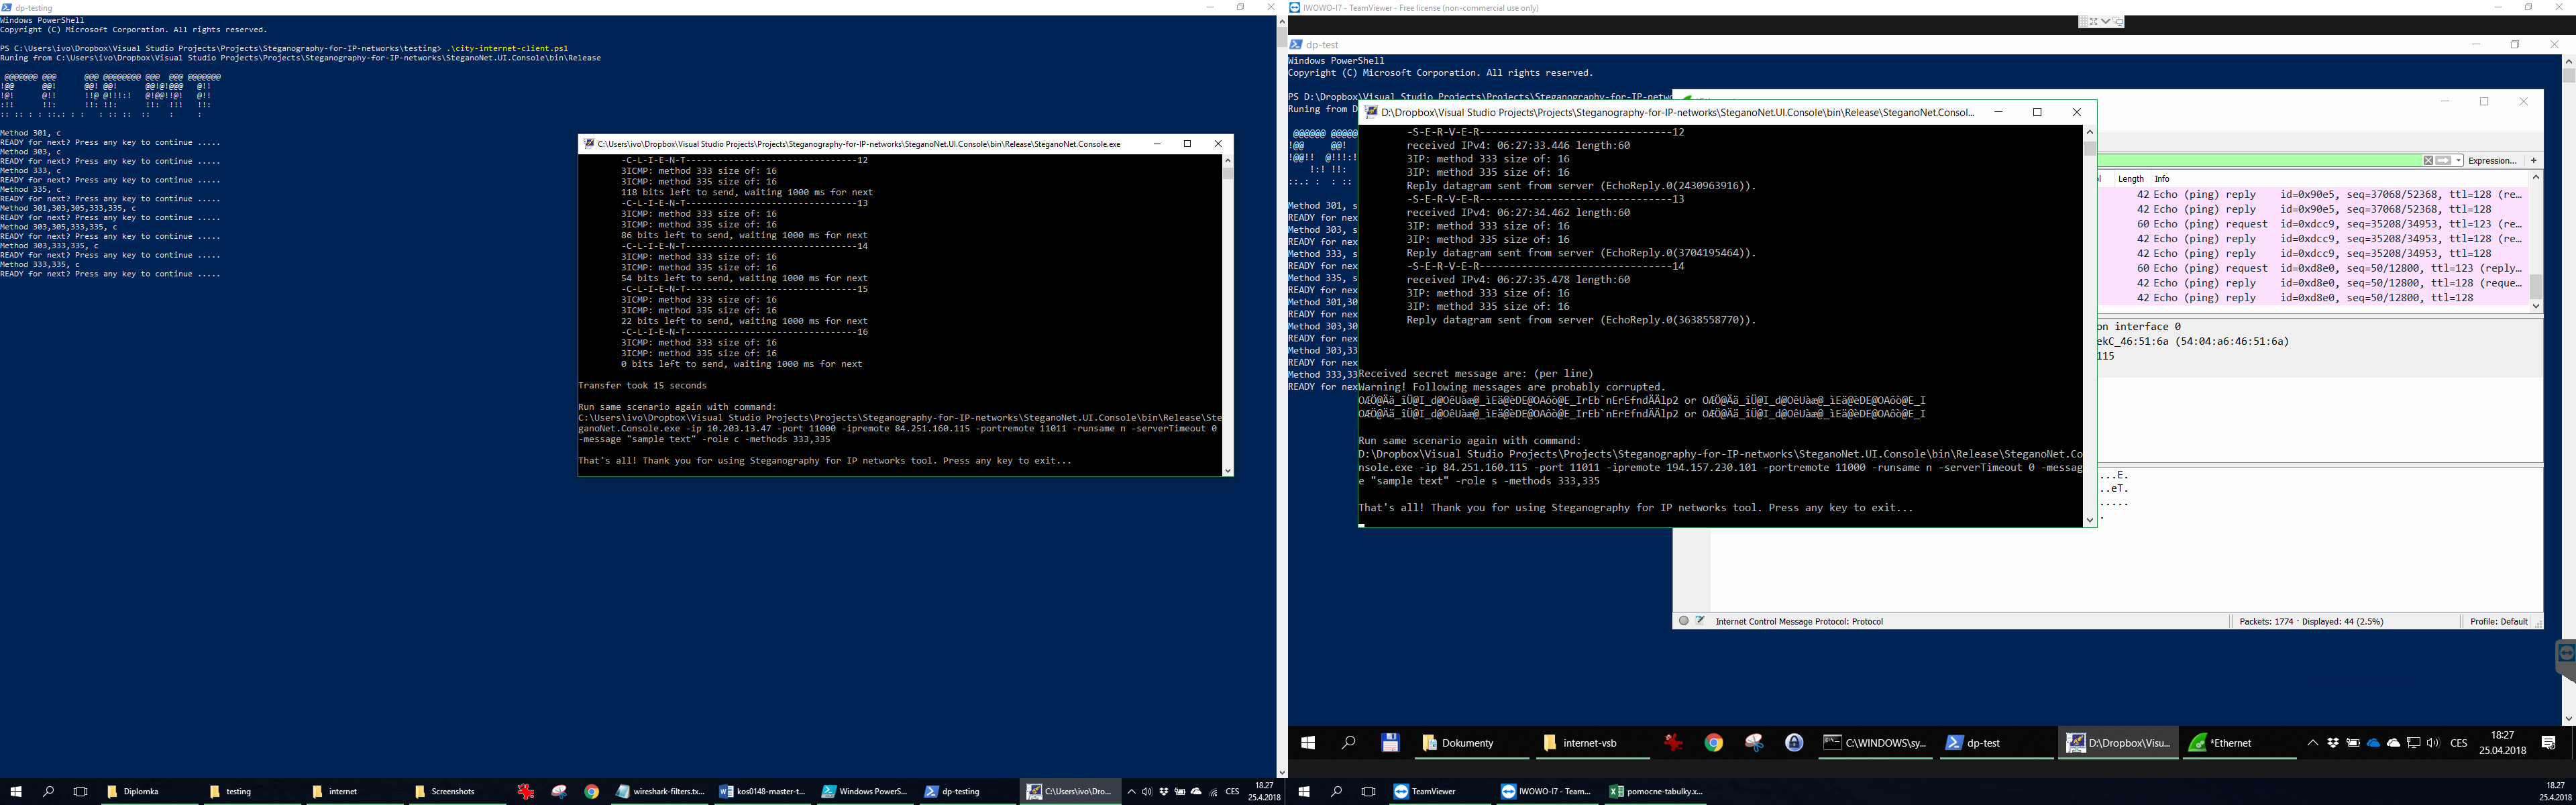 dp-testing
Windows PowerShell
Copyright (C) Microsoft Corporation. All rights reserved.
PS C:\Users\ivo\Dropbox\Visual Studio Projects\Projects\Steganography-for-IP-networks\testing> .\city-internet-client.ps1
Runing from C:\Users\ivo\Dropbox\Visual Studio Projects\Projects\Steganography-for-IP-networks\SteganoNet.UI.Console\bin\Release
Method 301, c
READY for next? Press any key to continue .....
Method 303, c
READY for next? Press any key to continue .....
Method 333, c
READY for next? Press any key to continue .....
Method 335, c
READY for next? Press any key to continue .....
Method 301,303,305,333,335, c
READY for next? Press any key to continue .....
Method 303,305,333,335, c
READY for next? Press any key to continue .....
Method 303,333,335, c
READY for next? Press any key to continue .....
Method 333,335, c
READY for next? Press any key to continue .....
C:\Users\ivo\Dropbox\Visual Studio Projects\Projects\Steganography-for-IP-networks\SteganoNet.UI.Console\bin\Release\SteganoNet.Console.exe
-C-L-I-E-N-T--------------------------------12
3ICMP: method 333 size of: 16
3ICMP: method 335 size of: 16
118 bits left to send, waiting 1000 ms for next
-C-L-I-E-N-T--------------------------------13
3ICMP: method 333 size of: 16
3ICMP: method 335 size of: 16
86 bits left to send, waiting 1000 ms for next
-C-L-I-E-N-T--------------------------------14
3ICMP: method 333 size of: 16
3ICMP: method 335 size of: 16
54 bits left to send, waiting 1000 ms for next
-C-L-I-E-N-T--------------------------------15
3ICMP: method 333 size of: 16
3ICMP: method 335 size of: 16
22 bits left to send, waiting 1000 ms for next
-C-L-I-E-N-T--------------------------------16
3ICMP: method 333 size of: 16
3ICMP: method 335 size of: 16
0 bits left to send, waiting 1000 ms for next
Transfer took 15 seconds
Run same scenario again with command:
C:\Users\ivo\Dropbox\Visual Studio Projects\Projects\Steganography-for-IP-networks\SteganoNet.UI.Console\bin\Release\Ste
ganoNet.Console.exe -ip 10.203.13.47 -port 11000 -ipremote 84.251.160.115 -portremote 11011 -runsame n -serverTimeout 0
-message "sample text" -role c -methods 333,335
That's all! Thank you for using Steganography for IP networks tool. Press any key to exit...
Diplomka
testing
internet
Screenshots
wireshark-filters.tx...
kos0148-master-t...
Windows PowerS...
dp-testing
C:\Users\ivo\Dro...
CES
18.27
25.4.2018
IWOWO-I7 - TeamViewer - Free license (non-commercial use only)
dp-test
Windows PowerShell
Copyright (C) Microsoft Corporation. All rights reserved.
PS D:\Dropbox\Visual Studio Projects\Projects\Steganography-for-IP-netwo
Runing from D
Method 301, s
READY for nex
Method 303, s
READY for nex
Method 333, s
READY for nex
Method 335, s
READY for nex
Method 301,30
READY for nex
Method 303,30
READY for nex
Method 303,33
READY for nex
Method 333,33
READY for nex
D:\Dropbox\Visual Studio Projects\Projects\Steganography-for-IP-networks\SteganoNet.UI.Console\bin\Release\SteganoNet.Consol...
-S-E-R-V-E-R--------------------------------12
received IPv4: 06:27:33.446 length:60
3IP: method 333 size of: 16
3IP: method 335 size of: 16
Reply datagram sent from server (EchoReply.0(2430963916)).
-S-E-R-V-E-R--------------------------------13
received IPv4: 06:27:34.462 length:60
3IP: method 333 size of: 16
3IP: method 335 size of: 16
Reply datagram sent from server (EchoReply.0(3704195464)).
-S-E-R-V-E-R--------------------------------14
received IPv4: 06:27:35.478 length:60
3IP: method 333 size of: 16
3IP: method 335 size of: 16
Reply datagram sent from server (EchoReply.0(3638558770)).
Received secret message are: (per line)
Warning! Following messages are probably corrupted.
Run same scenario again with command:
D:\Dropbox\Visual Studio Projects\Projects\Steganography-for-IP-networks\SteganoNet.UI.Console\bin\Release\SteganoNet.Co
nsole.exe -ip 84.251.160.115 -port 11011 -ipremote 194.157.230.101 -portremote 11000 -runsame n -serverTimeout 0 -messag
e "sample text" -role s -methods 333,335
That's all! Thank you for using Steganography for IP networks tool. Press any key to exit...
Expression... +
Length Info
42 Echo (ping) reply id=0x90e5, seq=37068/52368, ttl=128 (re...
42 Echo (ping) reply id=0x90e5, seq=37068/52368, ttl=128
60 Echo (ping) request id=0xdcc9, seq=35208/34953, ttl=123 (re...
42 Echo (ping) reply id=0xdcc9, seq=35208/34953, ttl=128 (re...
42 Echo (ping) reply id=0xdcc9, seq=35208/34953, ttl=128
60 Echo (ping) request id=0xd8e0, seq=50/12800, ttl=123 (reply...
42 Echo (ping) reply id=0xd8e0, seq=50/12800, ttl=128 (reque...
42 Echo (ping) reply id=0xd8e0, seq=50/12800, ttl=128
on interface 0
ekC_46:51:6a (54:04:a6:46:51:6a)
115
...E.
..eT.
.....
.
Internet Control Message Protocol: Protocol
Packets: 1774 · Displayed: 44 (2.5%)
Profile: Default
Dokumenty
internet-vsb
C:\WINDOWS\sy...
dp-test
D:\Dropbox\Visu...
*Ethernet
CES
18:27
25.04.2018
TeamViewer
IWOWO-I7 - Team...
pomocne-tabulky.x...
18.27
25.4.2018